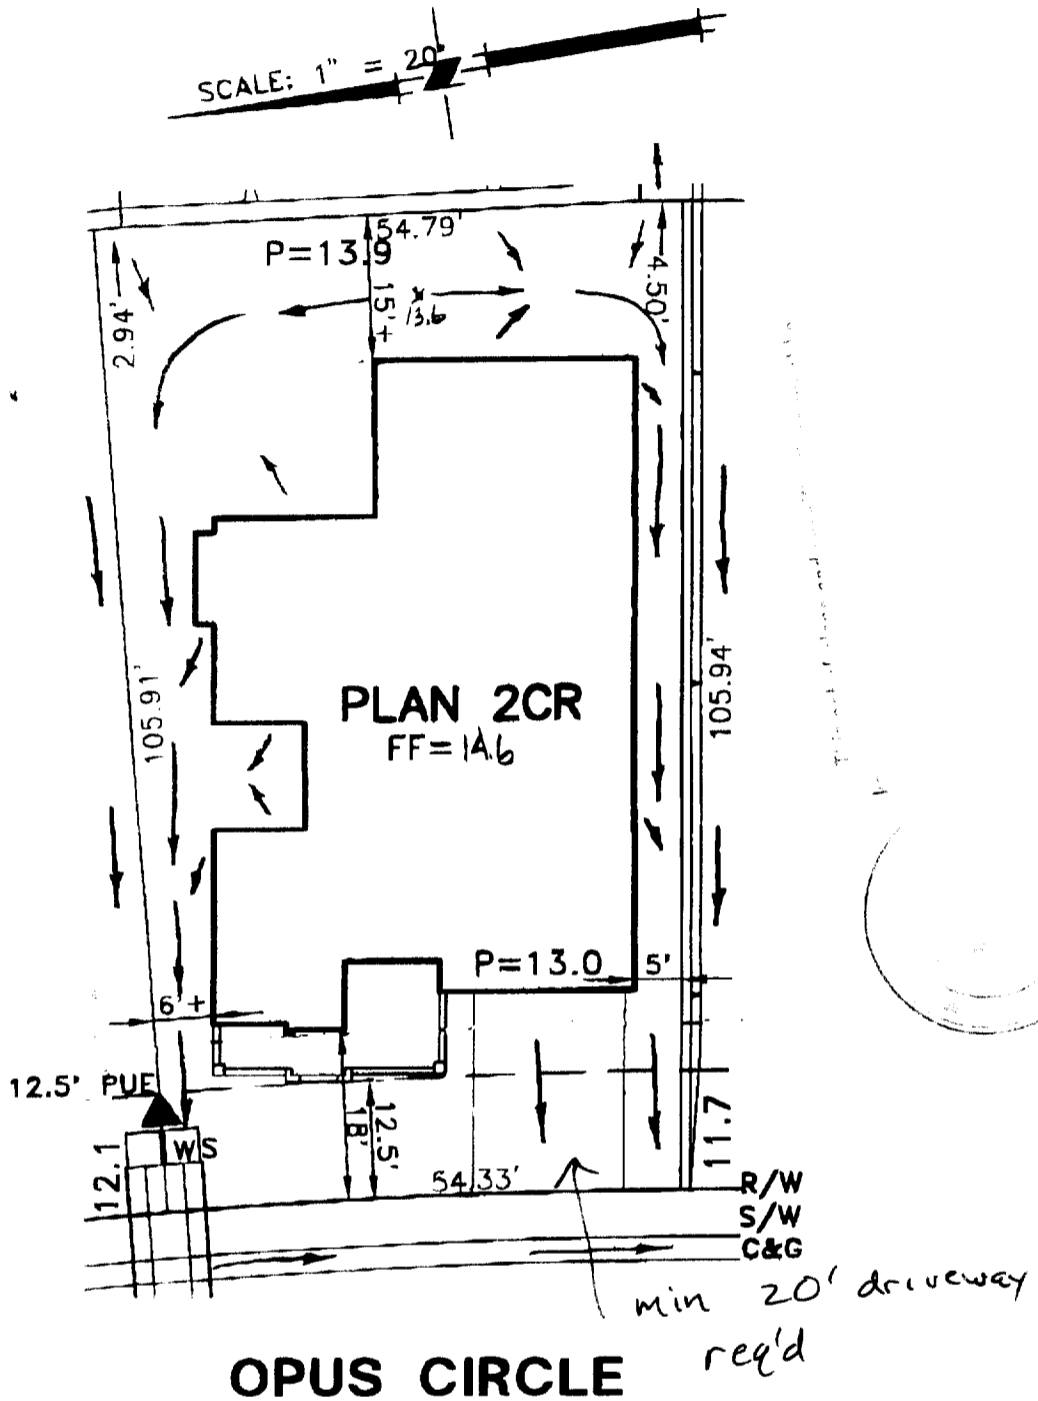 SCALE: 1" = 20'
54.79'
P=13.9
15'+
13.6
4.50'
2.94'
105.91'
105.94'
PLAN 2CR
FF=14.6
P=13.0
5'
6'+
12.5' PUE
W S
12.1
18'
12.5'
11.7
54.33'
R/W
S/W
C&G
min 20' driveway
req'd
OPUS CIRCLE